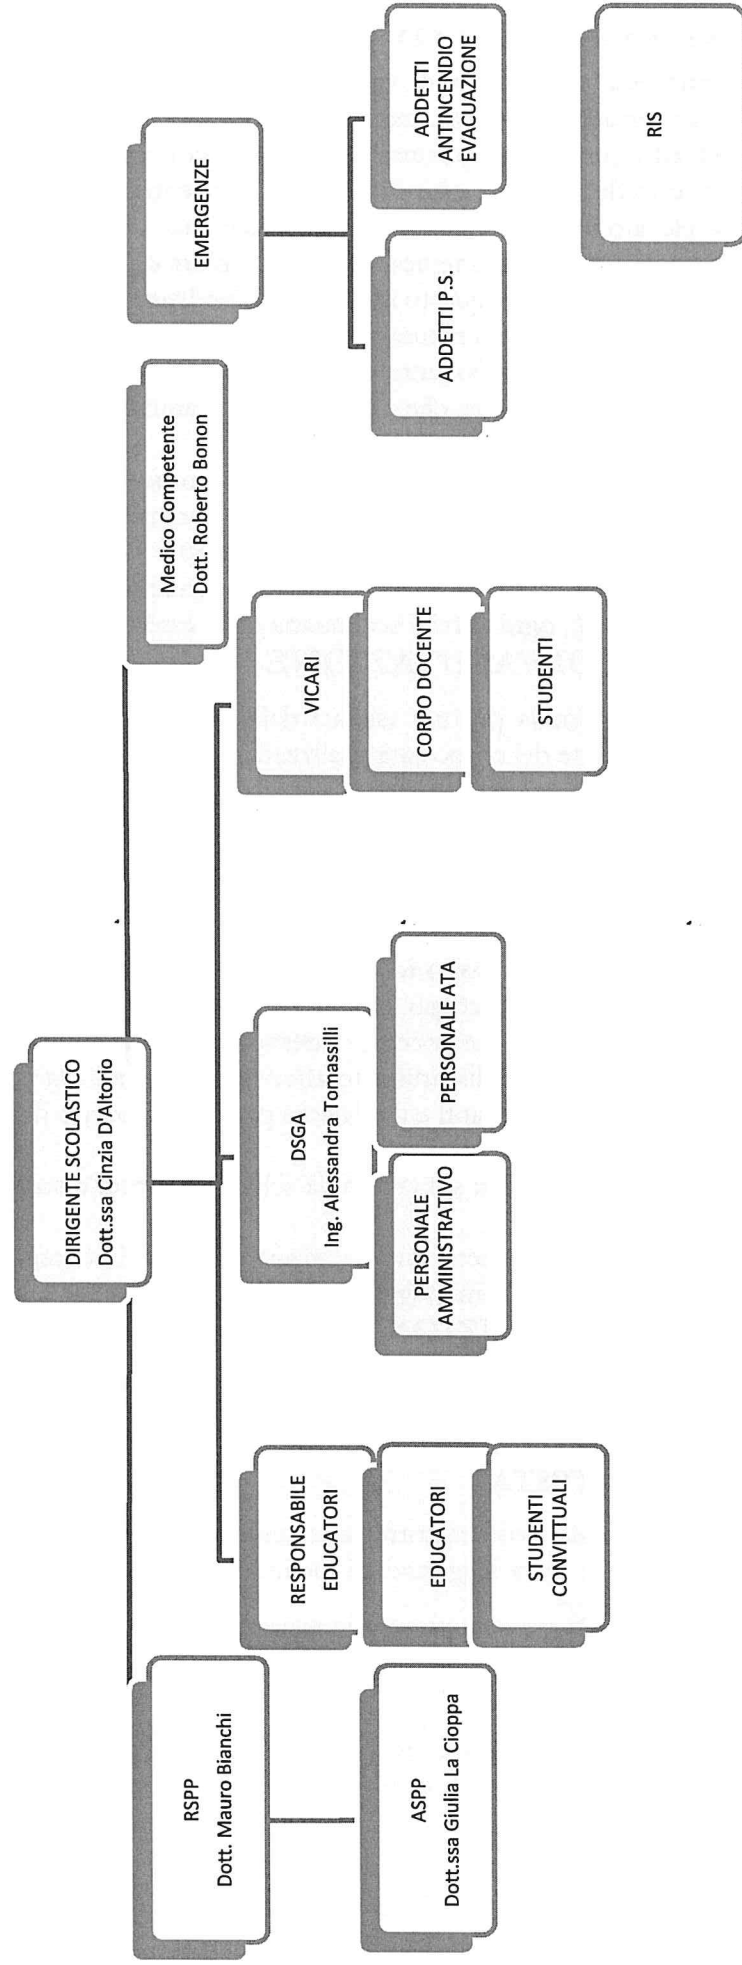 DIRIGENTE SCOLASTICO
Dott.ssa Cinzia D'Altorio
RSPP
Dott. Mauro Bianchi
ASPP
Dott.ssa Giulia La Cioppa
Medico Competente
Dott. Roberto Bonon
EMERGENZE
ADDETTI P.S.
ADDETTI
ANTINCENDIO
EVACUAZIONE
RESPONSABILE
EDUCATORI
EDUCATORI
STUDENTI
CONVITTUALI
DSGA
Ing. Alessandra Tomassilli
PERSONALE
AMMINISTRATIVO
PERSONALE ATA
VICARI
CORPO DOCENTE
STUDENTI
RIS